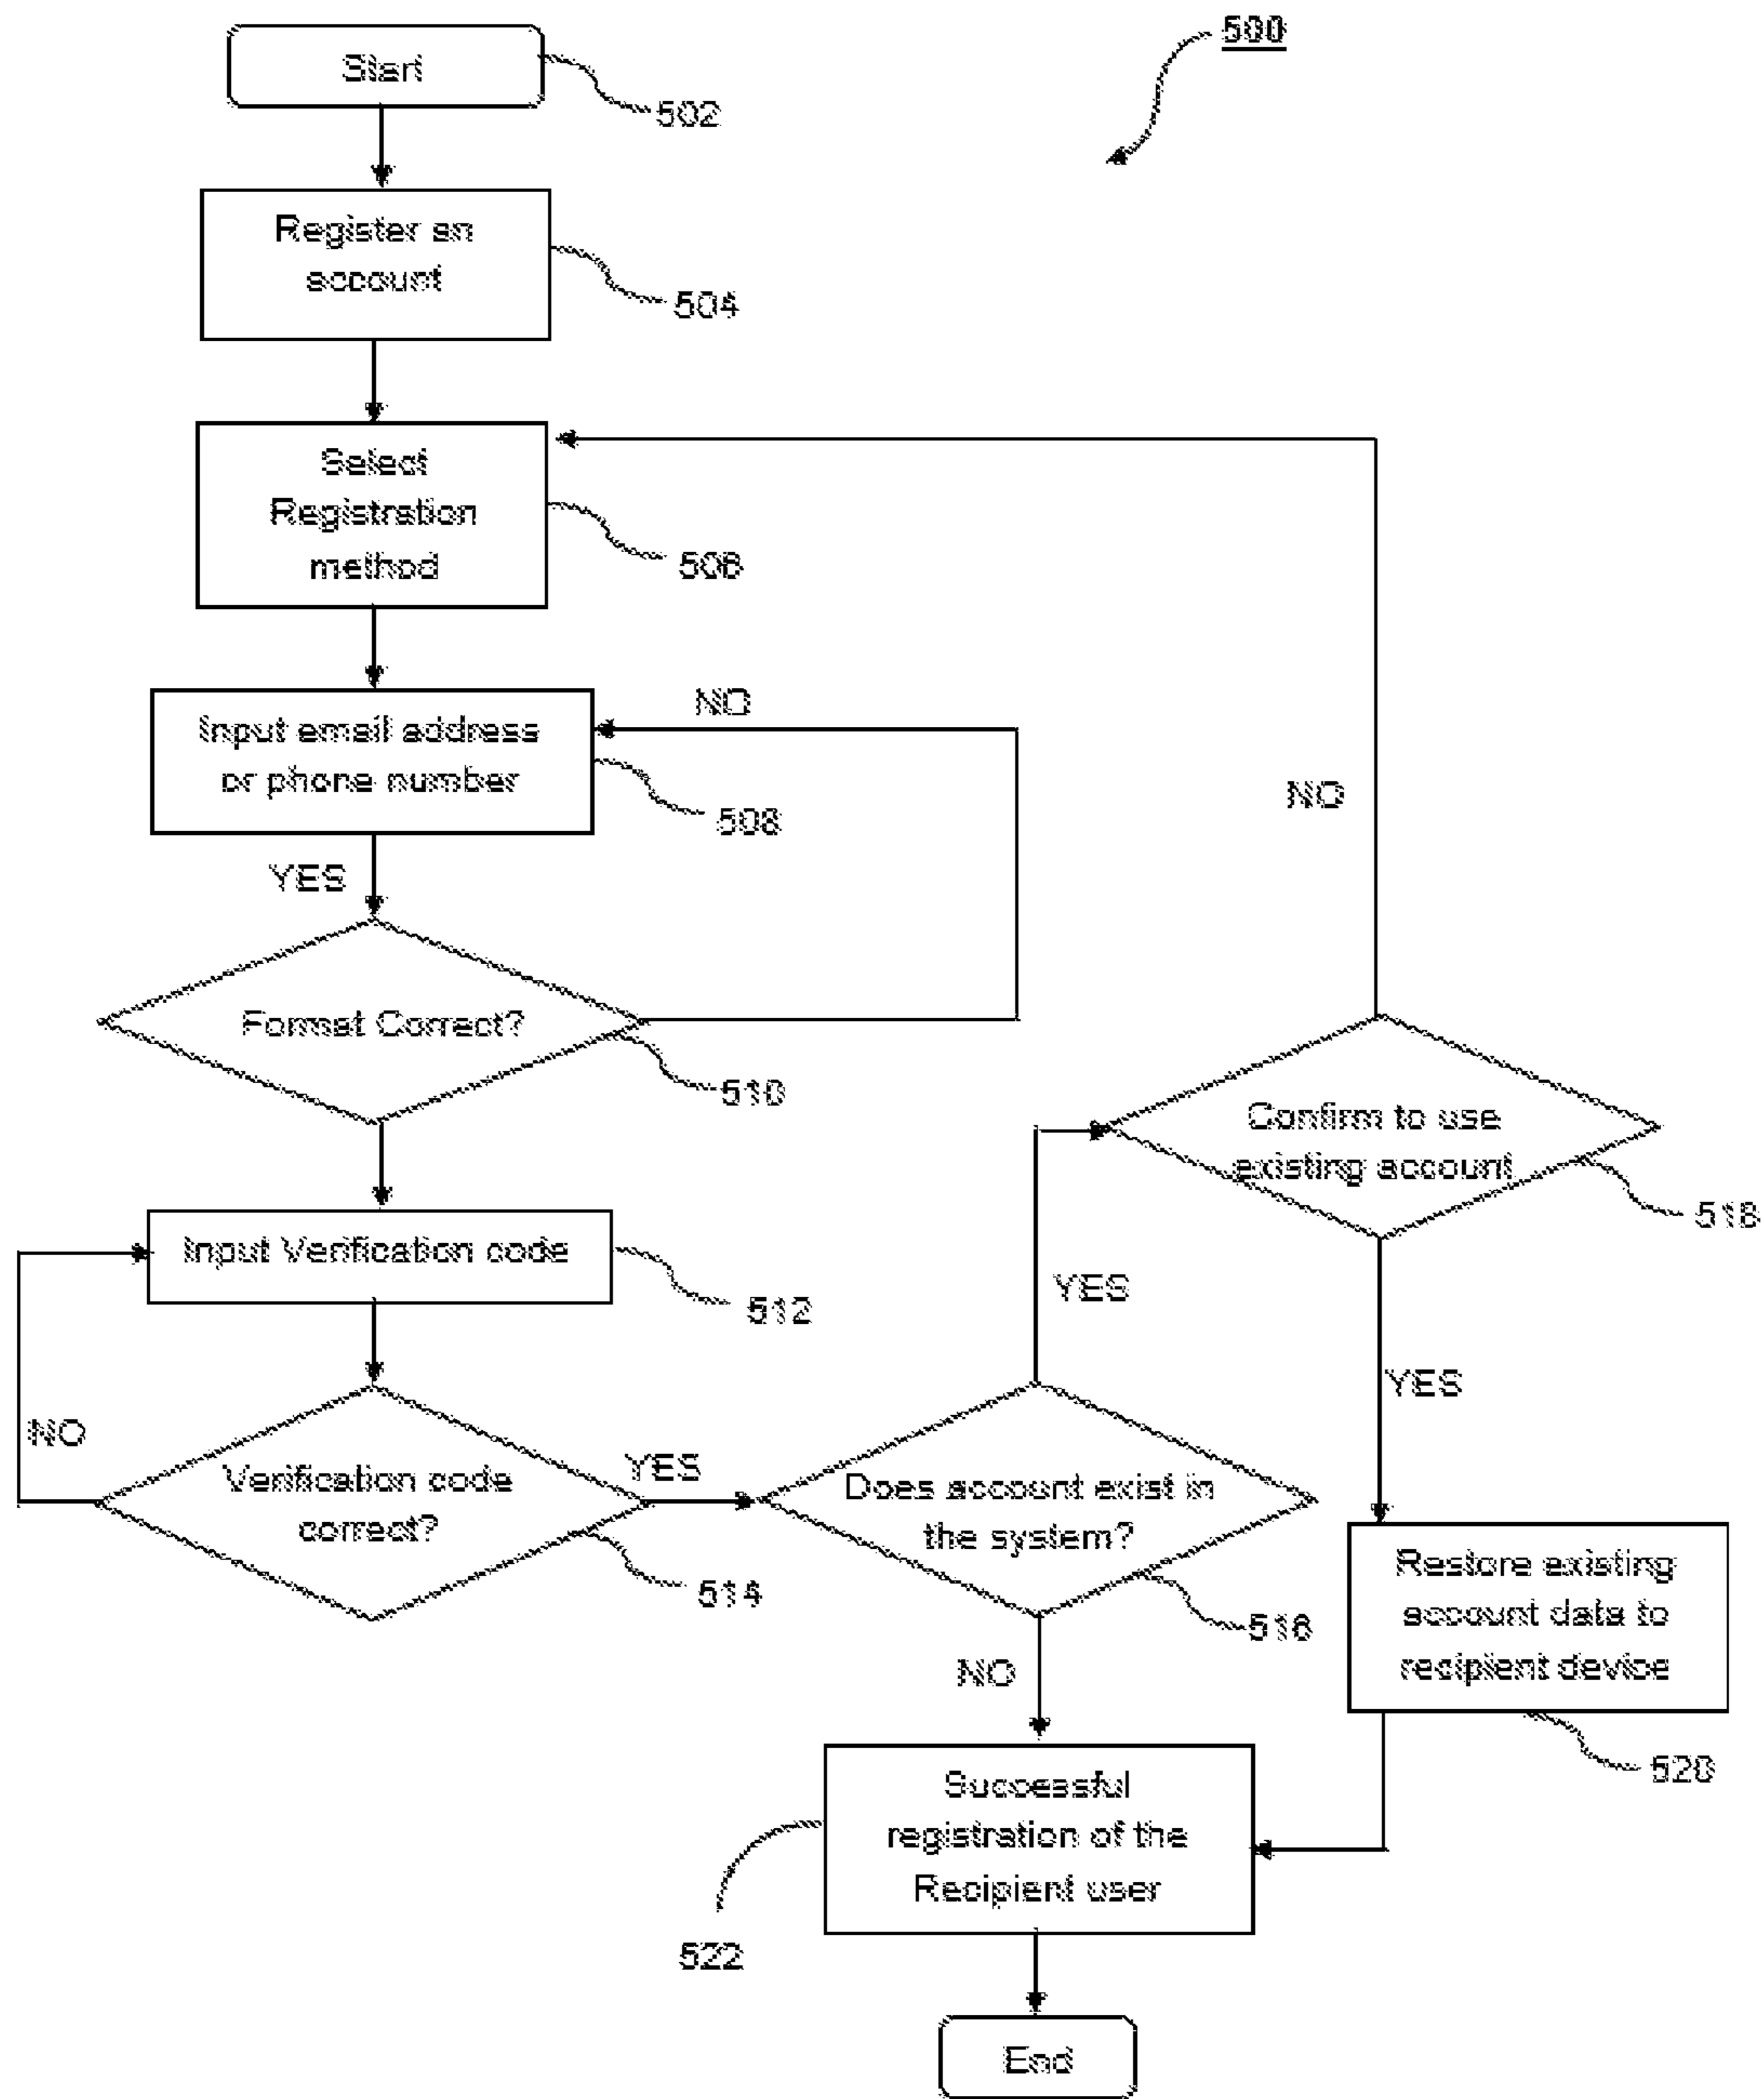 500
Start
502
Register an
account
504
Select
Registration
method
506
NO
Input email address
or phone number
508
NO
YES
Format Correct?
510
Confirm to use
existing account
518
Input Verification code
512
YES
YES
NO
Verification code
correct?
514
YES
Does account exist in
the system?
516
Restore existing
account data to
recipient device
520
NO
Successful
registration of the
Recipient user
522
End